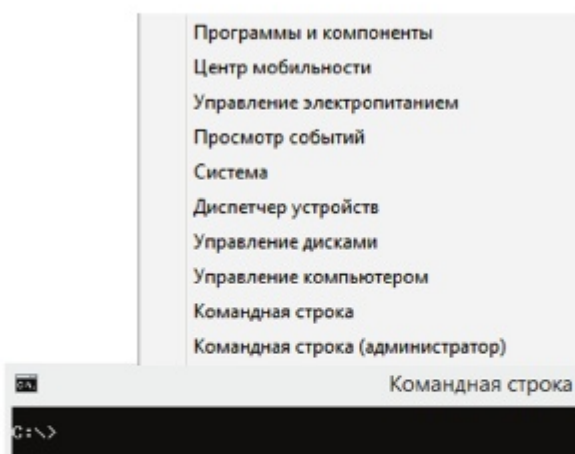 Программы и компоненты
Центр мобильности
Управление электропитанием
Просмотр событий
Система
Диспетчер устройств
Управление дисками
Управление компьютером
Командная строка
Командная строка (администратор)
Командная строка
C:\>